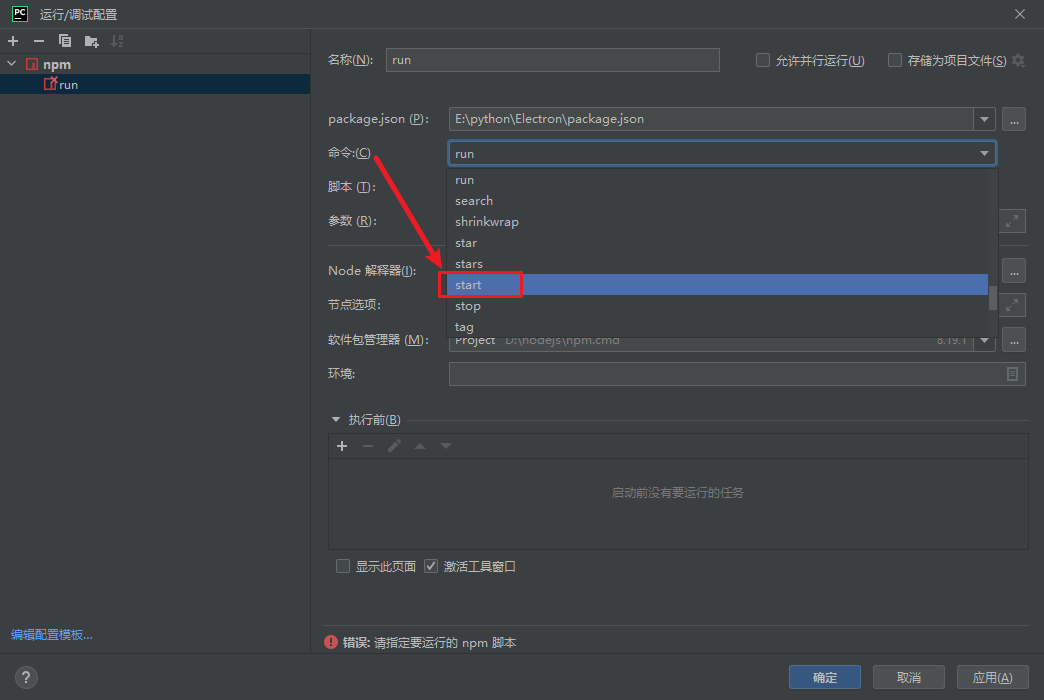 PC 运行/调试配置
npm
run
名称(N): run 允许并行运行(U) 存储为项目文件(S)
package.json (P): E:\python\Electron\package.json ...
命令:(C) run
run
脚本 (T):
search
参数 (R): shrinkwrap
star
stars
Node 解释器(I): ...
start
节点选项: stop
tag
软件包管理器 (M): Project D:\nodejs\npm.cmd 8.19.1 ...
环境:
执行前(B)
启动前没有要运行的任务
显示此页面 激活工具窗口
编辑配置模板...
错误: 请指定要运行的 npm 脚本
? 确定 取消 应用(A)